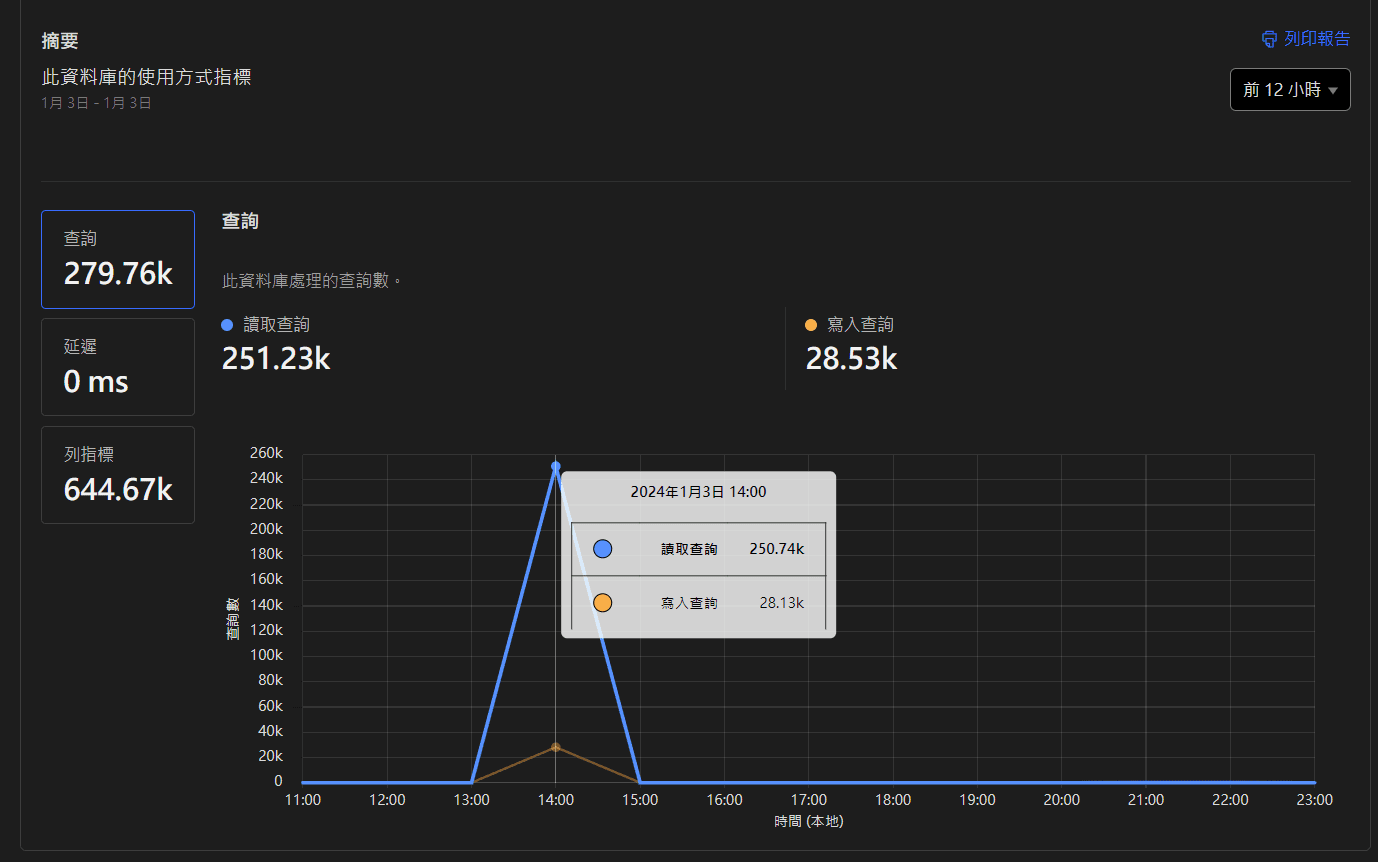 摘要
列印報告
此資料庫的使用方式指標
1月 3日 - 1月 3日
前 12 小時
查詢
279.76k
延遲
0 ms
列指標
644.67k
查詢
此資料庫處理的查詢數。
讀取查詢
251.23k
寫入查詢
28.53k
260k
240k
220k
200k
180k
160k
140k
120k
100k
80k
60k
40k
20k
0
查詢數
2024年1月3日 14:00
讀取查詢 250.74k
寫入查詢 28.13k
11:00 12:00 13:00 14:00 15:00 16:00 17:00 18:00 19:00 20:00 21:00 22:00 23:00
時間 (本地)